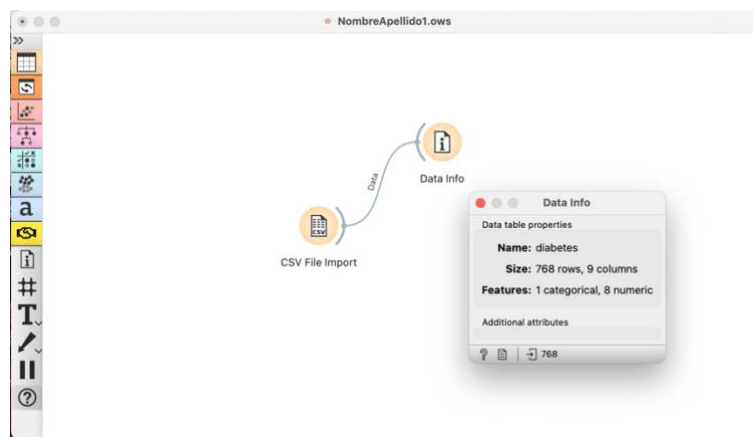 NombreApellido1.ows
Data Info
Data
CSV
CSV File Import
Data Info
Data table properties
Name: diabetes
Size: 768 rows, 9 columns
Features: 1 categorical, 8 numeric
Additional attributes
? 768
a
#
T
?